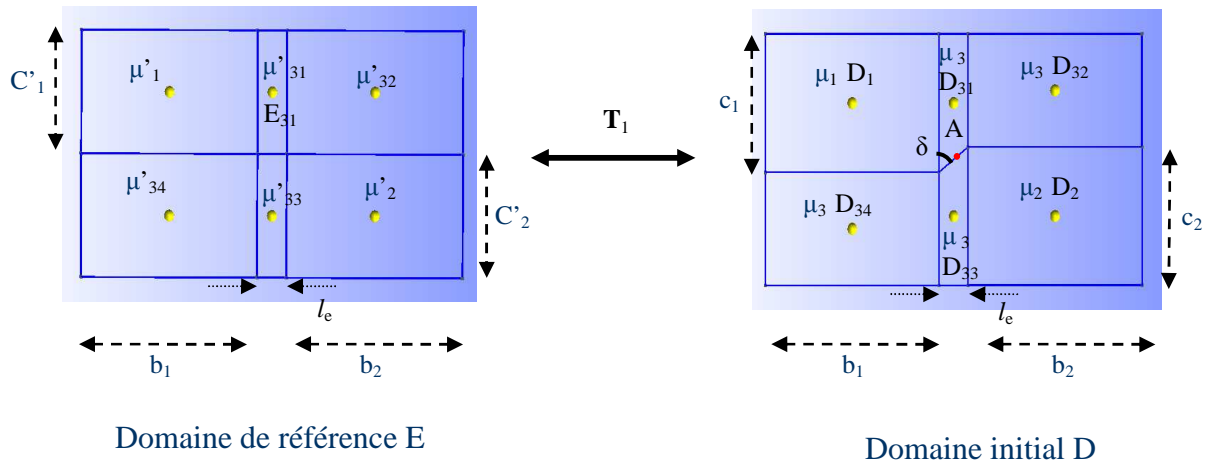 C’₁
μ’₁
μ’₃₁
E₃₁
μ’₃₂
μ’₃₄
μ’₃₃
μ’₂
C’₂
lₑ
b₁
b₂
Domaine de référence E
T₁
c₁
μ₁ D₁
μ₃
D₃₁
A
μ₃ D₃₂
δ
μ₃ D₃₄
μ₃
D₃₃
μ₂ D₂
c₂
lₑ
b₁
b₂
Domaine initial D